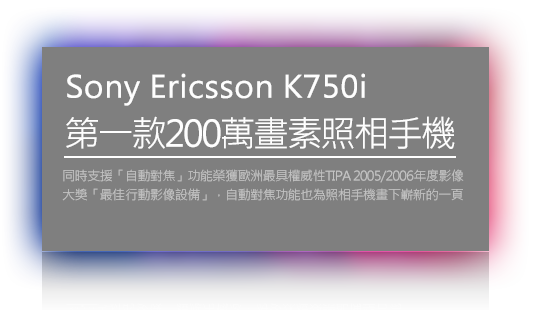 Sony Ericsson K750i
第一款200萬畫素照相手機
同時支援「自動對焦」功能榮獲歐洲最具權威性TIPA 2005/2006年度影像
大獎「最佳行動影像設備」，自動對焦功能也為照相手機畫下嶄新的一頁